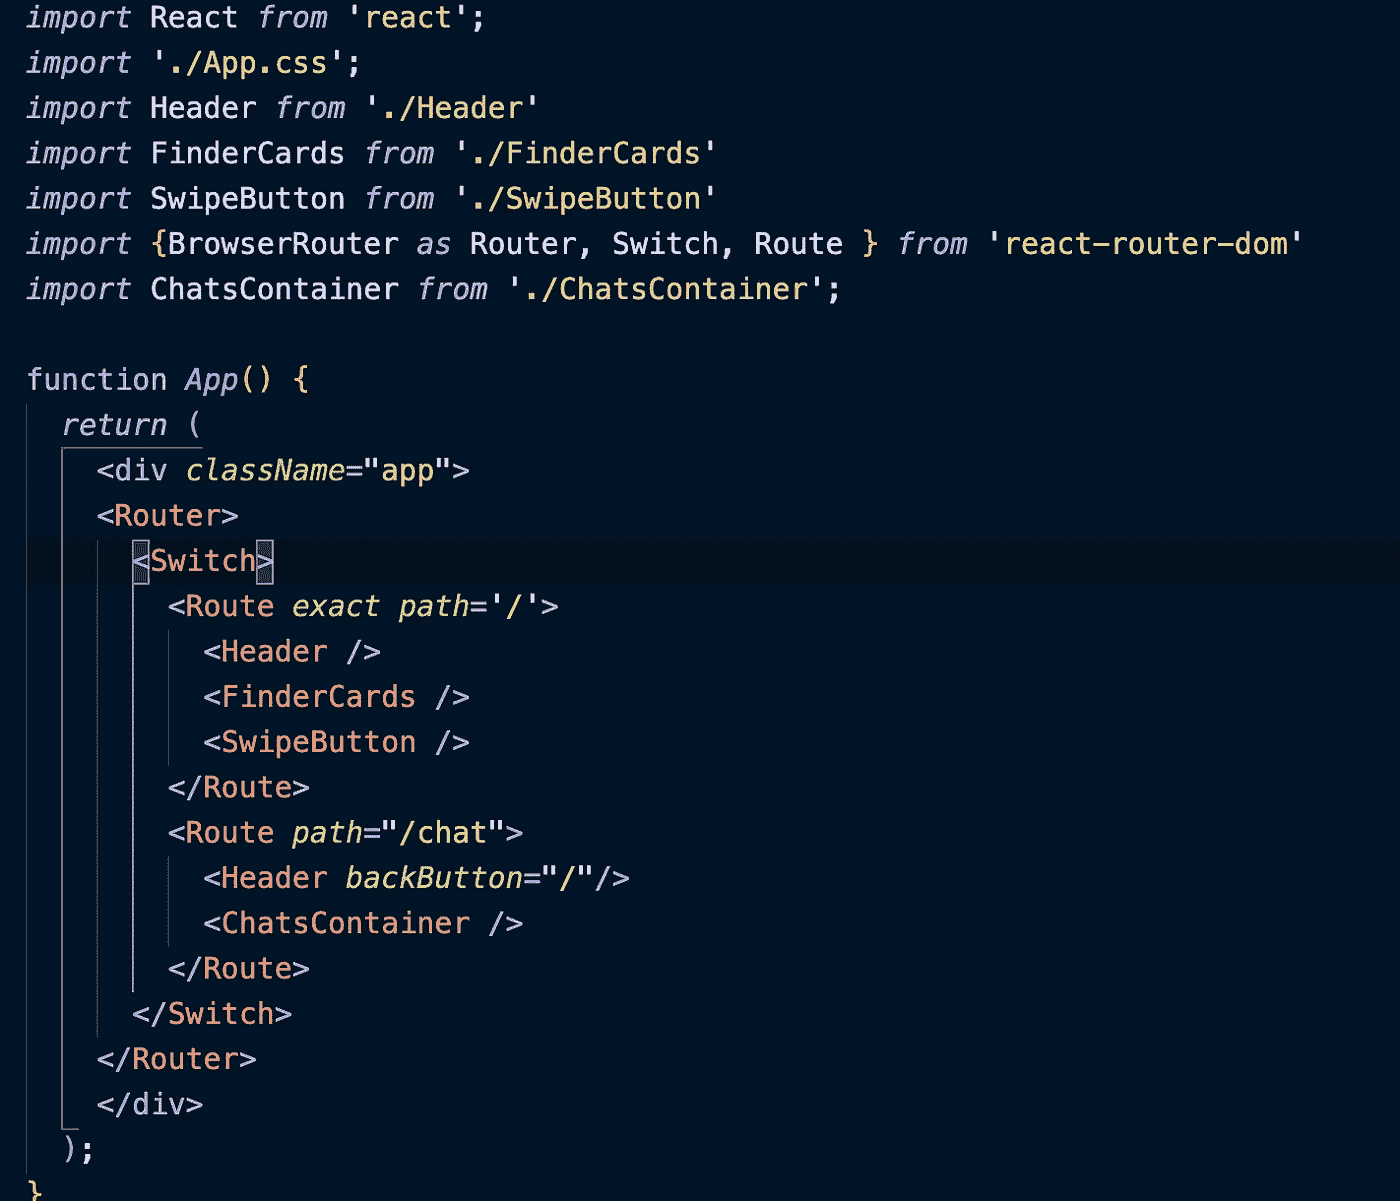 import React from 'react';
import './App.css';
import Header from './Header'
import FinderCards from './FinderCards'
import SwipeButton from './SwipeButton'
import {BrowserRouter as Router, Switch, Route } from 'react-router-dom'
import ChatsContainer from './ChatsContainer';

function App() {
  return (
    <div className="app">
    <Router>
      <Switch>
        <Route exact path='/'>
          <Header />
          <FinderCards />
          <SwipeButton />
        </Route>
        <Route path="/chat">
          <Header backButton="/"/>
          <ChatsContainer />
        </Route>
      </Switch>
    </Router>
    </div>
  );
}